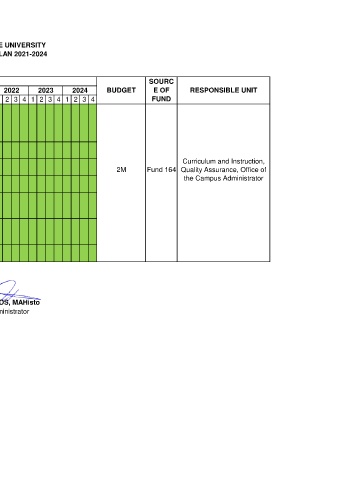 E UNIVERSITY
LAN 2021-2024
2022 2023 2024 BUDGET SOURC E OF FUND RESPONSIBLE UNIT
2 3 4 1 2 3 4 1 2 3 4
2M Fund 164 Curriculum and Instruction,
Quality Assurance, Office of
the Campus Administrator
OS, MAHisto
ministrator